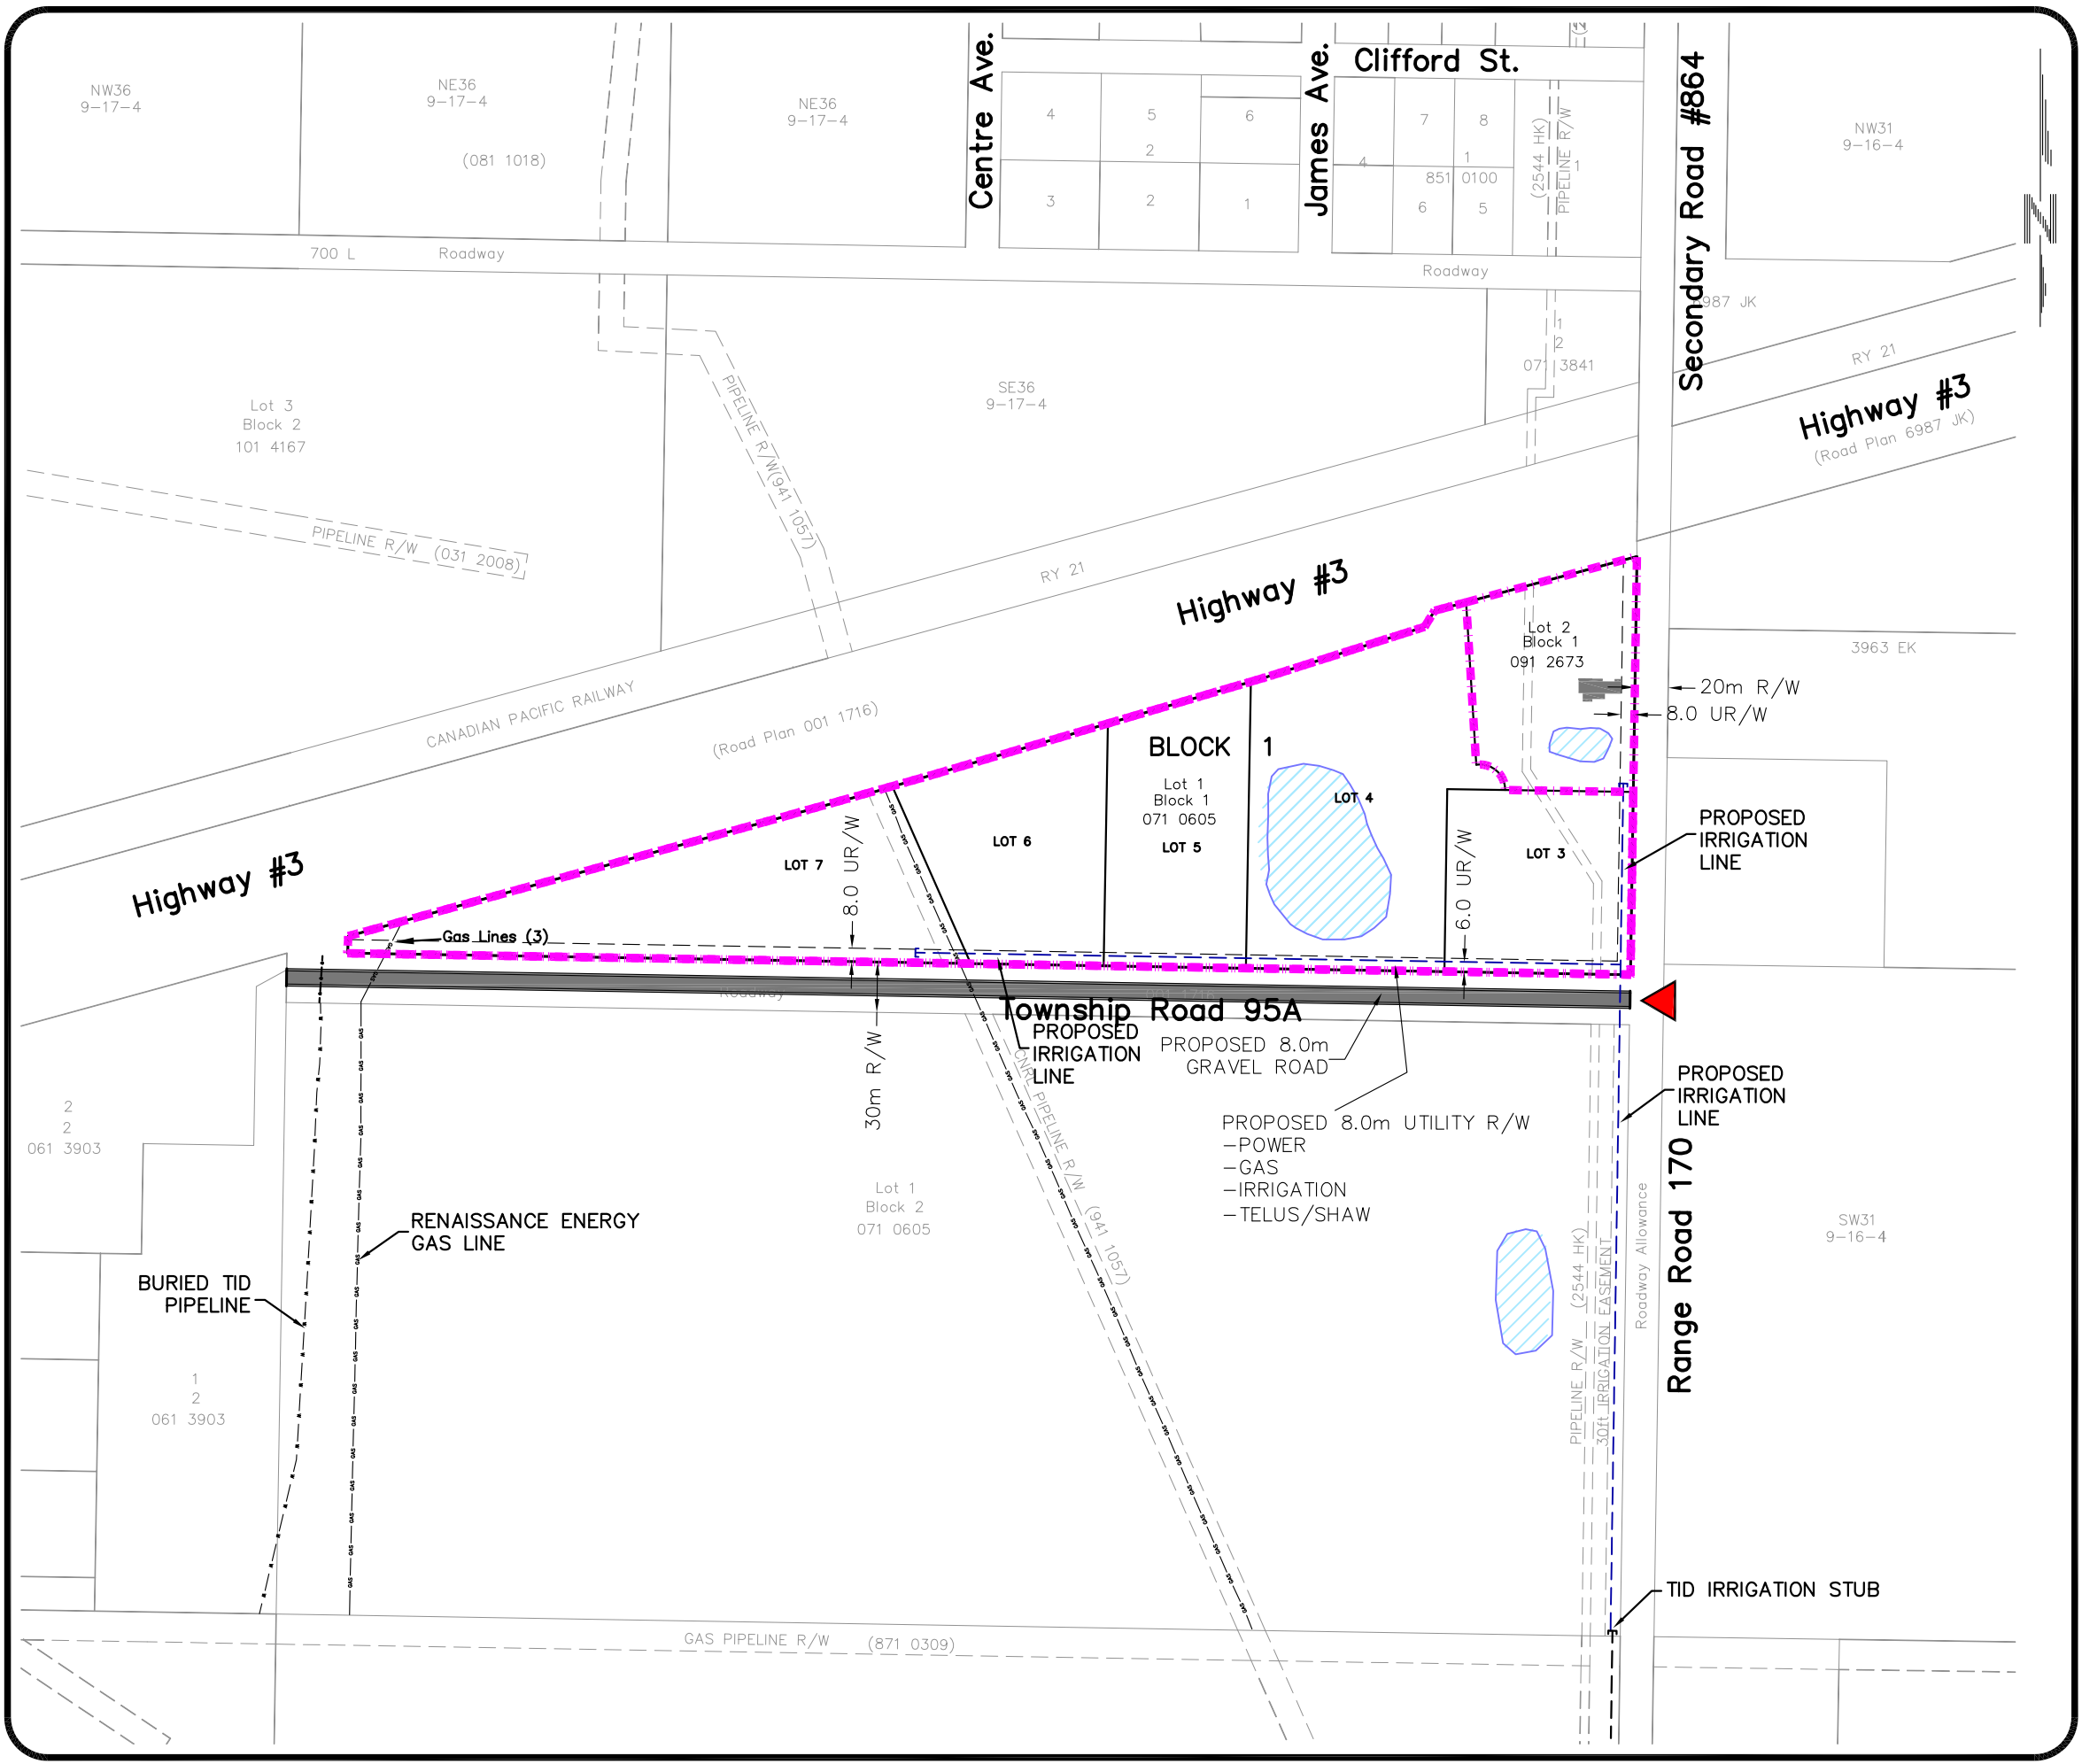 Centre Ave.
James Ave.
Clifford St.
Secondary Road #864
NW36
9-17-4
NE36
9-17-4
(081 1018)
NE36
9-17-4
4
5
6
2
3
2
1
7
8
4
1
851 0100
6
5
(2544 HK)
PIPELINE R/W
1
NW31
9-16-4
N
700 L
Roadway
Roadway
6987 JK
RY 21
Highway #3
(Road Plan 6987 JK)
1
2
071 3841
SE36
9-17-4
Lot 3
Block 2
101 4167
PIPELINE R/W(941 1057)
PIPELINE R/W (031 2008)
RY 21
Highway #3
CANADIAN PACIFIC RAILWAY
(Road Plan 001 1716)
Lot 2
Block 1
091 2673
3963 EK
20m R/W
8.0 UR/W
BLOCK 1
Lot 1
Block 1
071 0605
LOT 4
LOT 5
LOT 6
LOT 7
LOT 3
8.0 UR/W
6.0 UR/W
PROPOSED
IRRIGATION
LINE
Highway #3
Gas Lines (3)
GAS
Roadway
Township Road 95A
30m R/W
PROPOSED
IRRIGATION
LINE
PROPOSED 8.0m
GRAVEL ROAD
PROPOSED 8.0m UTILITY R/W
-POWER
-GAS
-IRRIGATION
-TELUS/SHAW
CNRL PIPELINE R/W (941 1057)
PROPOSED
IRRIGATION
LINE
Range Road 170
2
2
061 3903
Lot 1
Block 2
071 0605
RENAISSANCE ENERGY
GAS LINE
BURIED TID
PIPELINE
1
2
061 3903
PIPELINE R/W (2544 HK)
30ft IRRIGATION EASEMENT
Roadway Allowance
SW31
9-16-4
TID IRRIGATION STUB
GAS PIPELINE R/W (871 0309)